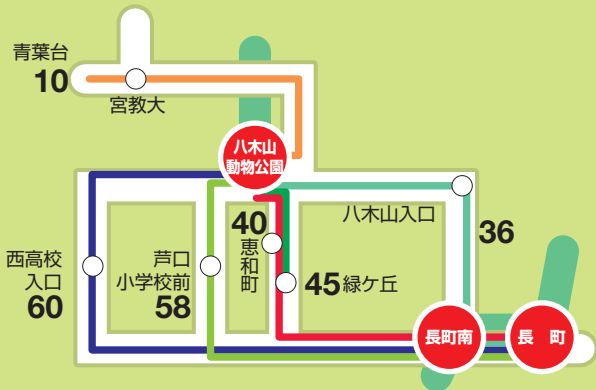 青葉台
10
宮教大
八木山
動物公園
八木山入口
36
40
恵和町
西高校
入口
60
芦口
小学校前
58
45 緑ケ丘
長町南
長 町